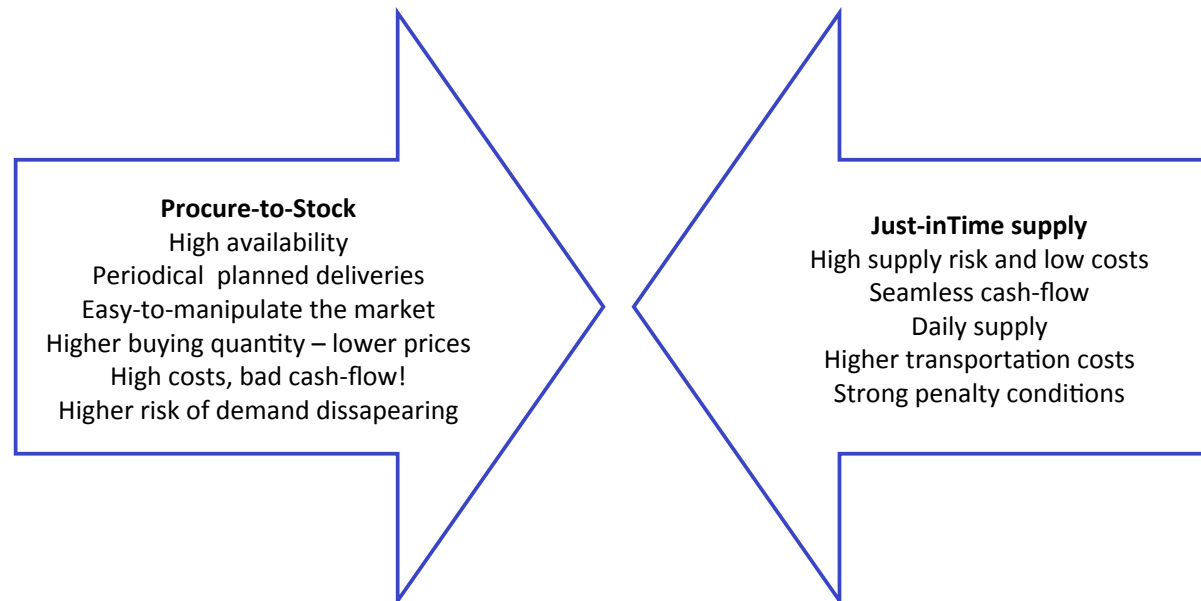 Procure-to-Stock
High availability
Periodical planned deliveries
Easy-to-manipulate the market
Higher buying quantity – lower prices
High costs, bad cash-flow!
Higher risk of demand dissapearing
Just-inTime supply
High supply risk and low costs
Seamless cash-flow
Daily supply
Higher transportation costs
Strong penalty conditions